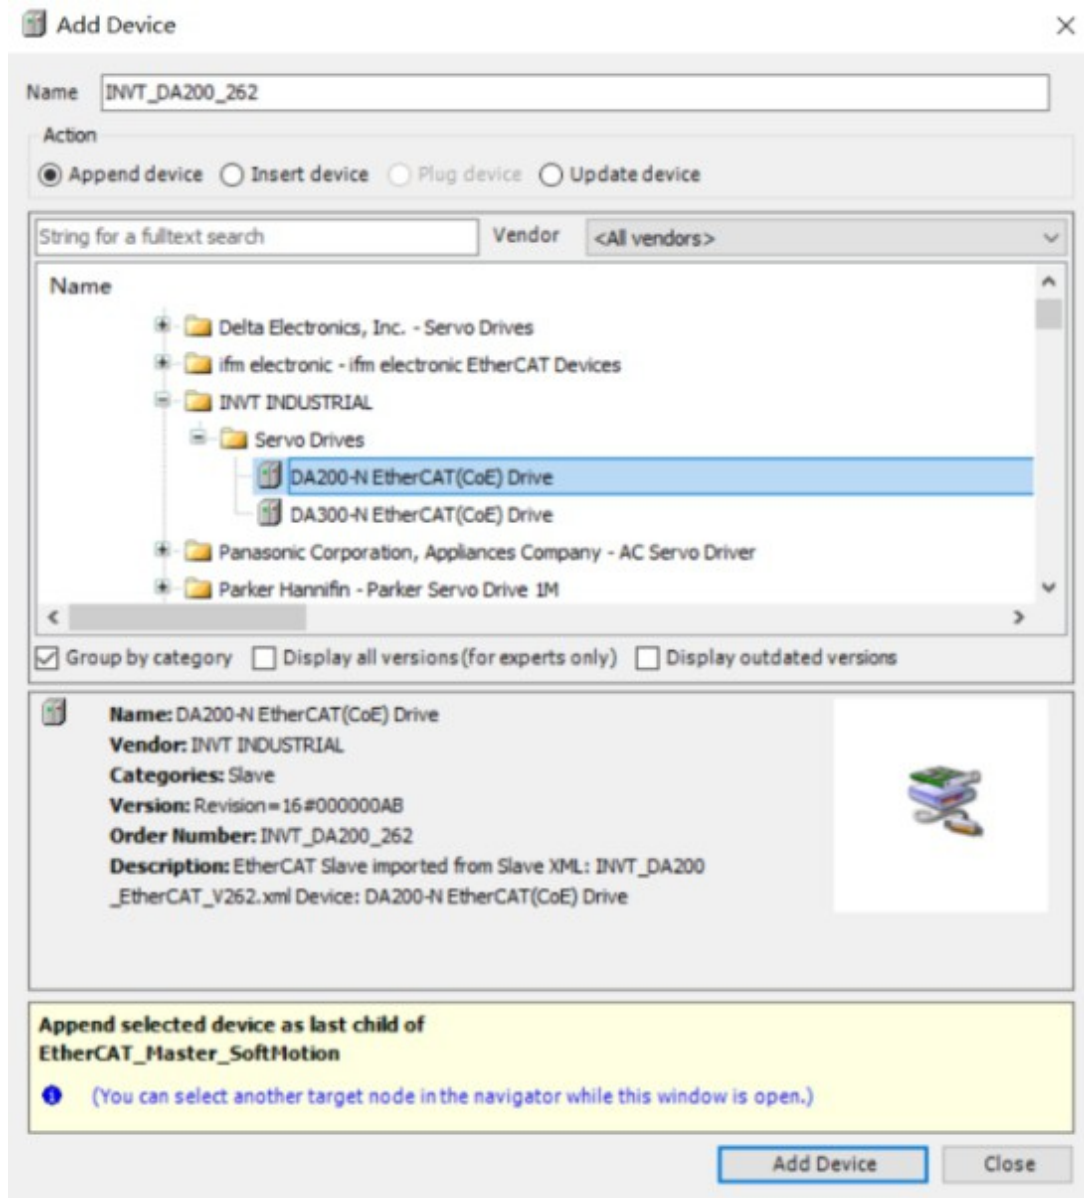 Add Device
Name INVT_DA200_262
Action
Append device Insert device Plug device Update device
String for a fulltext search Vendor <All vendors>
Name
Delta Electronics, Inc. - Servo Drives
ifm electronic - ifm electronic EtherCAT Devices
INVT INDUSTRIAL
Servo Drives
DA200-N EtherCAT(CoE) Drive
DA300-N EtherCAT(CoE) Drive
Panasonic Corporation, Appliances Company - AC Servo Driver
Parker Hannifin - Parker Servo Drive 1M
Group by category Display all versions (for experts only) Display outdated versions
Name: DA200-N EtherCAT(CoE) Drive
Vendor: INVT INDUSTRIAL
Categories: Slave
Version: Revision=16#000000AB
Order Number: INVT_DA200_262
Description: EtherCAT Slave imported from Slave XML: INVT_DA200
_EtherCAT_V262.xml Device: DA200-N EtherCAT(CoE) Drive
Append selected device as last child of
EtherCAT_Master_SoftMotion
(You can select another target node in the navigator while this window is open.)
Add Device Close